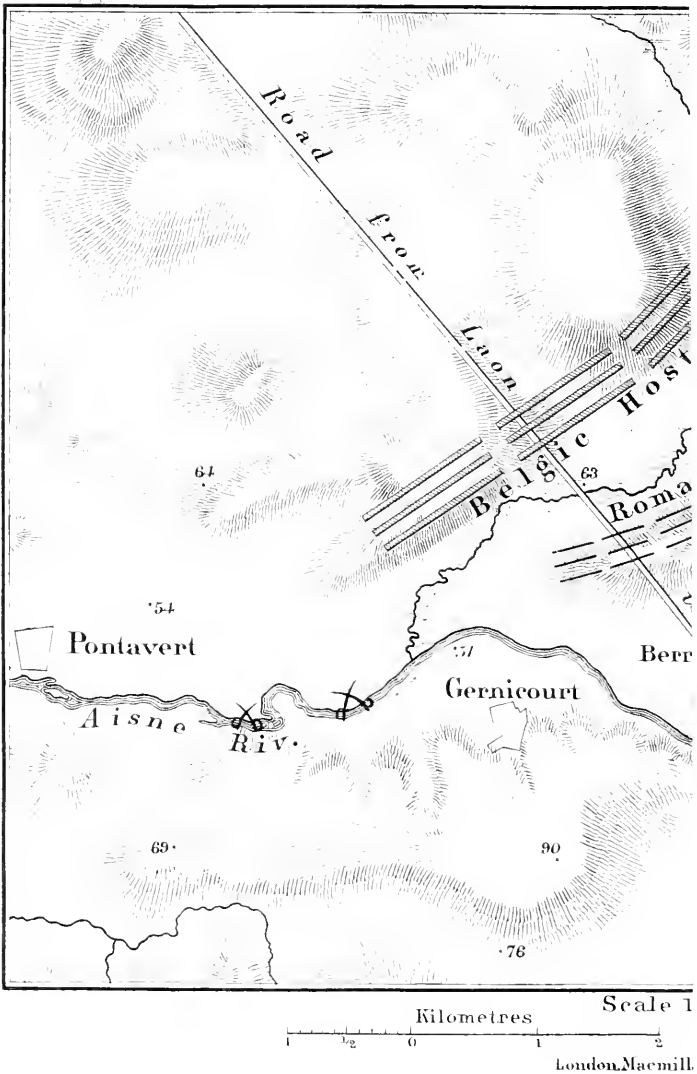 Road from Laon
Belgic Host
64
63
Roma
54
Pontavert
51
Berr
Gernicourt
Aisne Riv.
69
90
76
Scale 1
Kilometres
1 ½ 0 1 2
London. Macmill